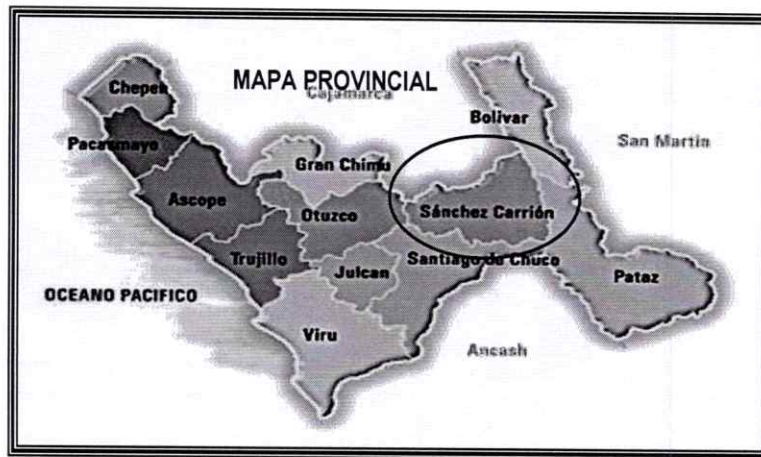 MAPA PROVINCIAL
Cajamarca
Chepen
Bolivar
Pacasmayo
San Martin
Gran Chimu
Ascope
Otuzco
Sánchez Carrión
Trujillo
Julcan
Santiago de Chuco
Pataz
OCEANO PACIFICO
Viru
Ancash